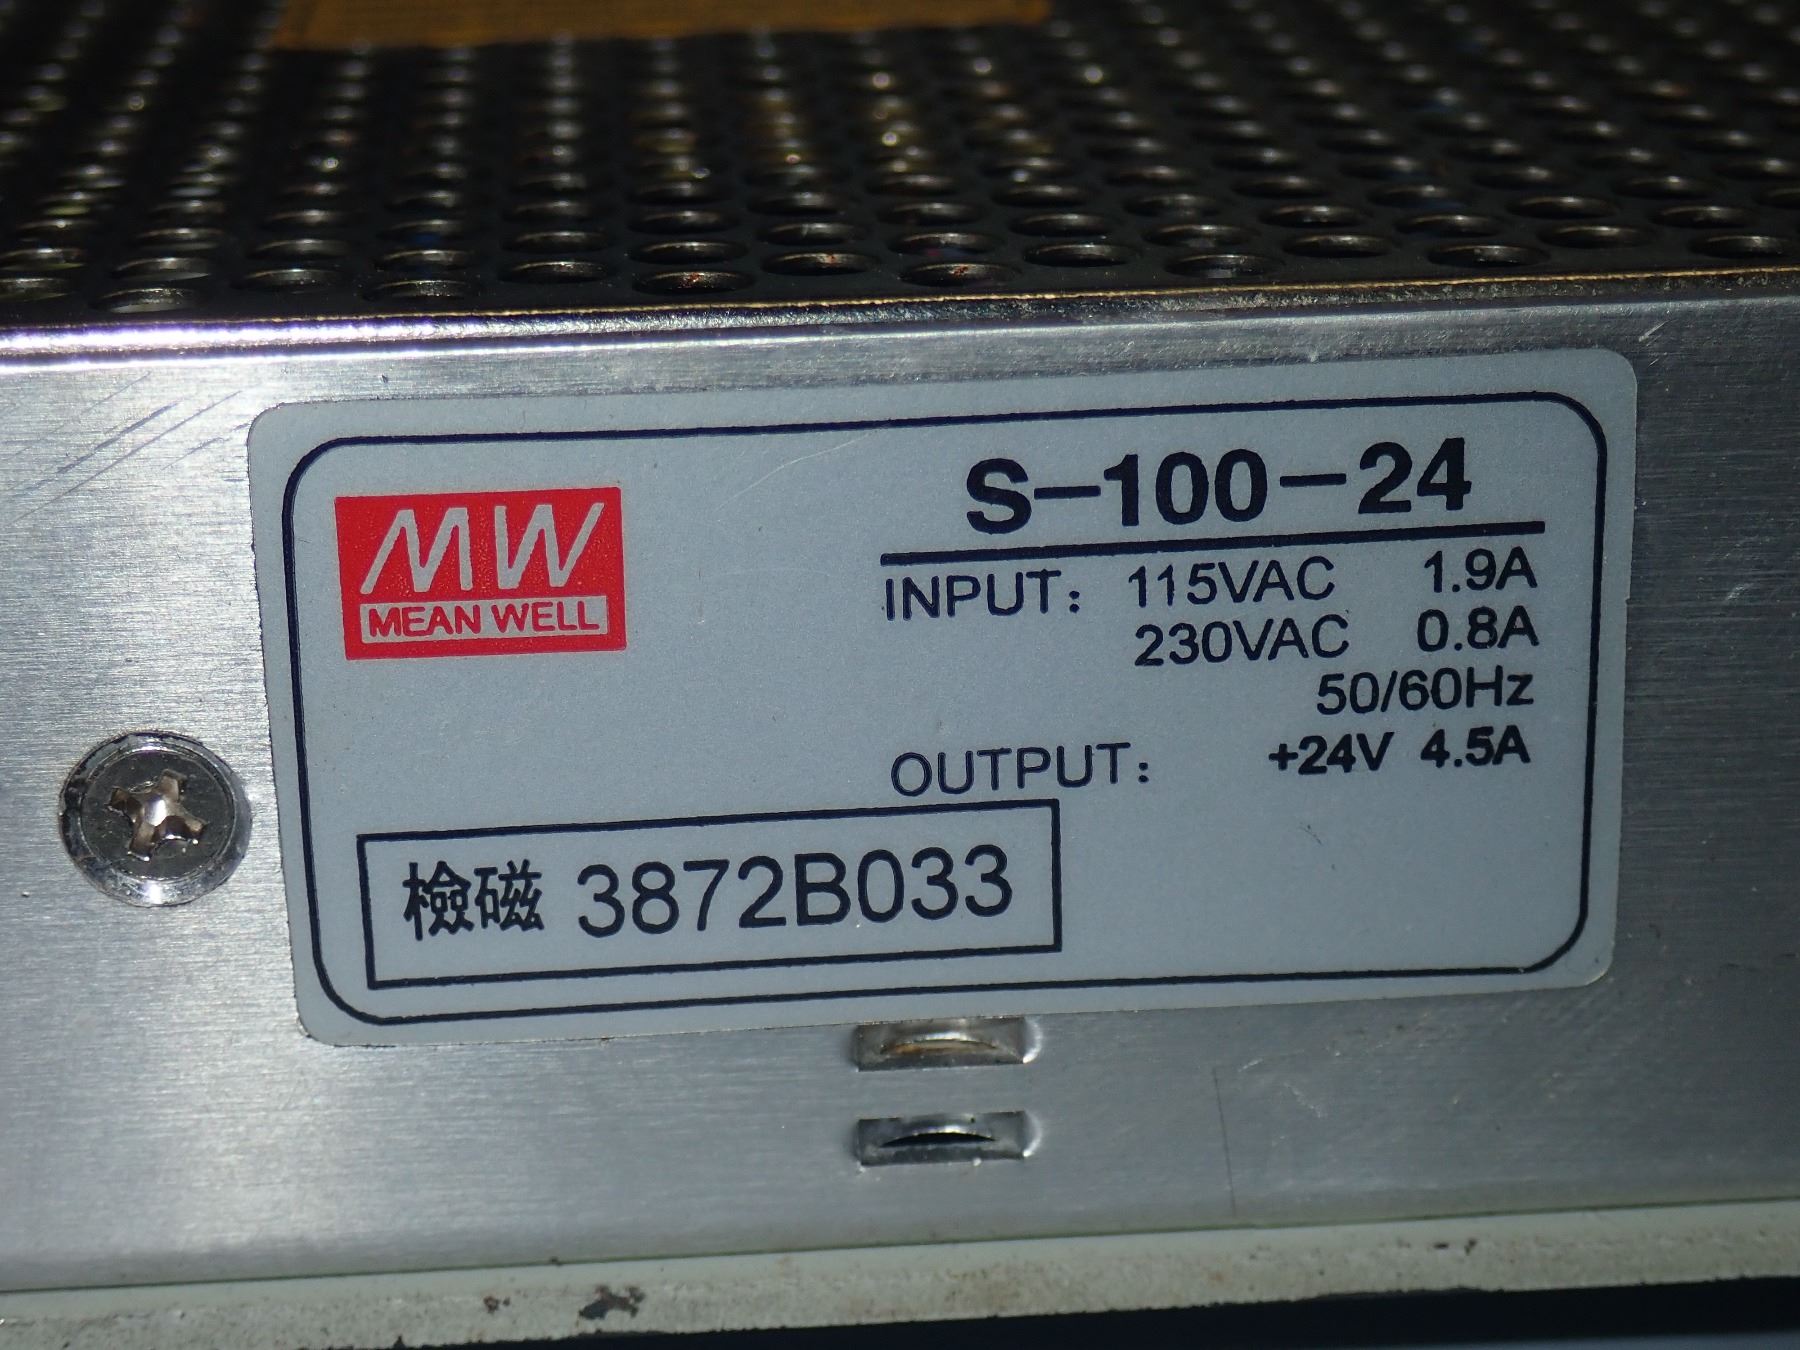 MW
MEAN WELL
S-100-24
INPUT: 115VAC 1.9A
230VAC 0.8A
50/60Hz
OUTPUT: +24V 4.5A
檢磁 3872B033